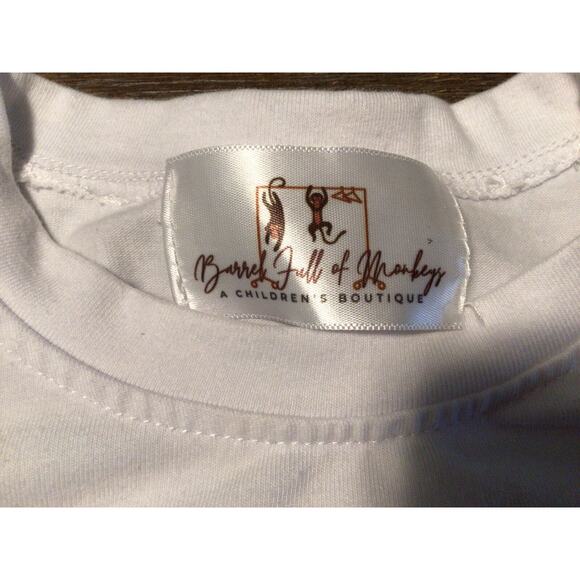 Barrel Full of Monkeys
A CHILDREN'S BOUTIQUE